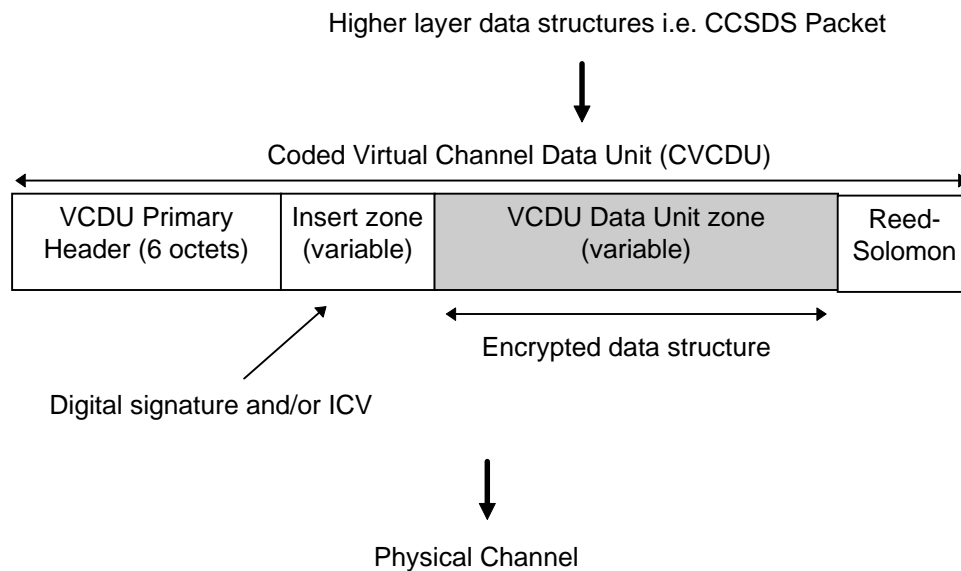 Higher layer data structures i.e. CCSDS Packet
Coded Virtual Channel Data Unit (CVCDU)
VCDU Primary
Header (6 octets)
Insert zone
(variable)
VCDU Data Unit zone
(variable)
Reed-
Solomon
Encrypted data structure
Digital signature and/or ICV
Physical Channel